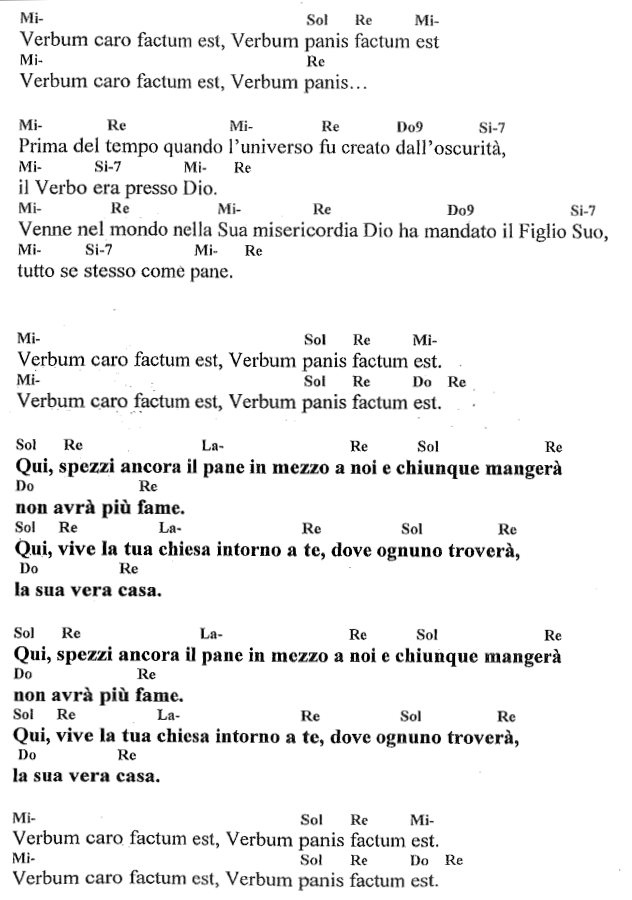 Mi- Sol Re Mi-
Verbum caro factum est, Verbum panis factum est
Mi- Re
Verbum caro factum est, Verbum panis…
Mi- Re Mi- Re Do9 Si-7
Prima del tempo quando l’universo fu creato dall’oscurità,
Mi- Si-7 Mi- Re
il Verbo era presso Dio.
Mi- Re Mi- Re Do9 Si-7
Venne nel mondo nella Sua misericordia Dio ha mandato il Figlio Suo,
Mi- Si-7 Mi- Re
tutto se stesso come pane.
Mi- Sol Re Mi-
Verbum caro factum est, Verbum panis factum est.
Mi- Sol Re Do Re
Verbum caro factum est, Verbum panis factum est.
Sol Re La- Re Sol Re
Qui, spezzi ancora il pane in mezzo a noi e chiunque mangerà
Do Re
non avrà più fame.
Sol Re La- Re Sol Re
Qui, vive la tua chiesa intorno a te, dove ognuno troverà,
Do Re
la sua vera casa.
Sol Re La- Re Sol Re
Qui, spezzi ancora il pane in mezzo a noi e chiunque mangerà
Do Re
non avrà più fame.
Sol Re La- Re Sol Re
Qui, vive la tua chiesa intorno a te, dove ognuno troverà,
Do Re
la sua vera casa.
Mi- Sol Re Mi-
Verbum caro factum est, Verbum panis factum est.
Mi- Sol Re Do Re
Verbum caro factum est, Verbum panis factum est.